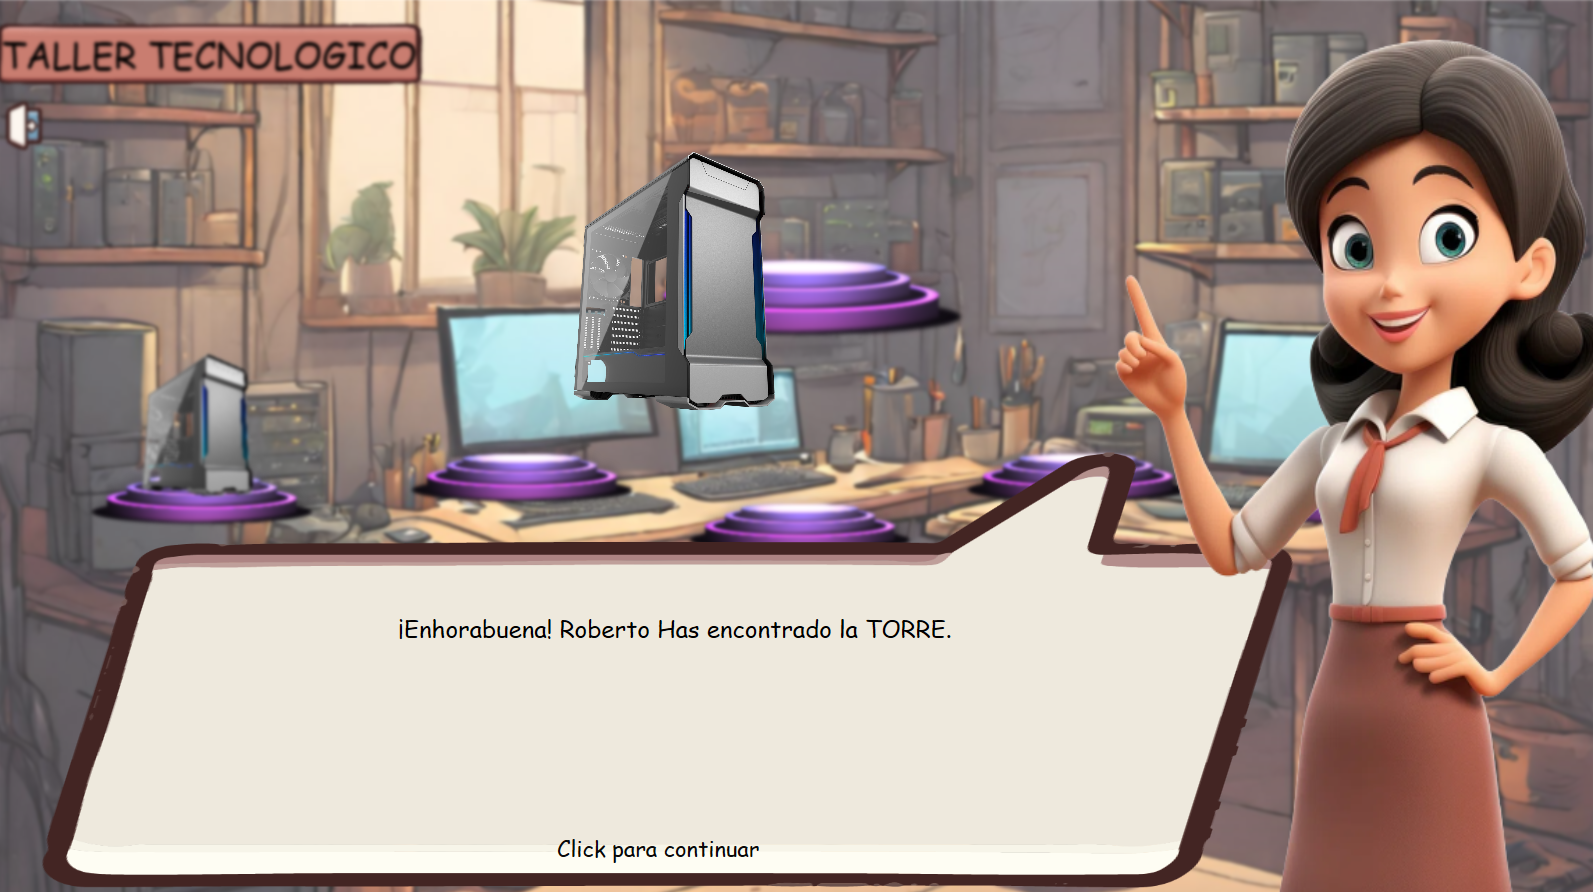 TALLER TECNOLOGICO
¡Enhorabuena! Roberto Has encontrado la TORRE.
Click para continuar